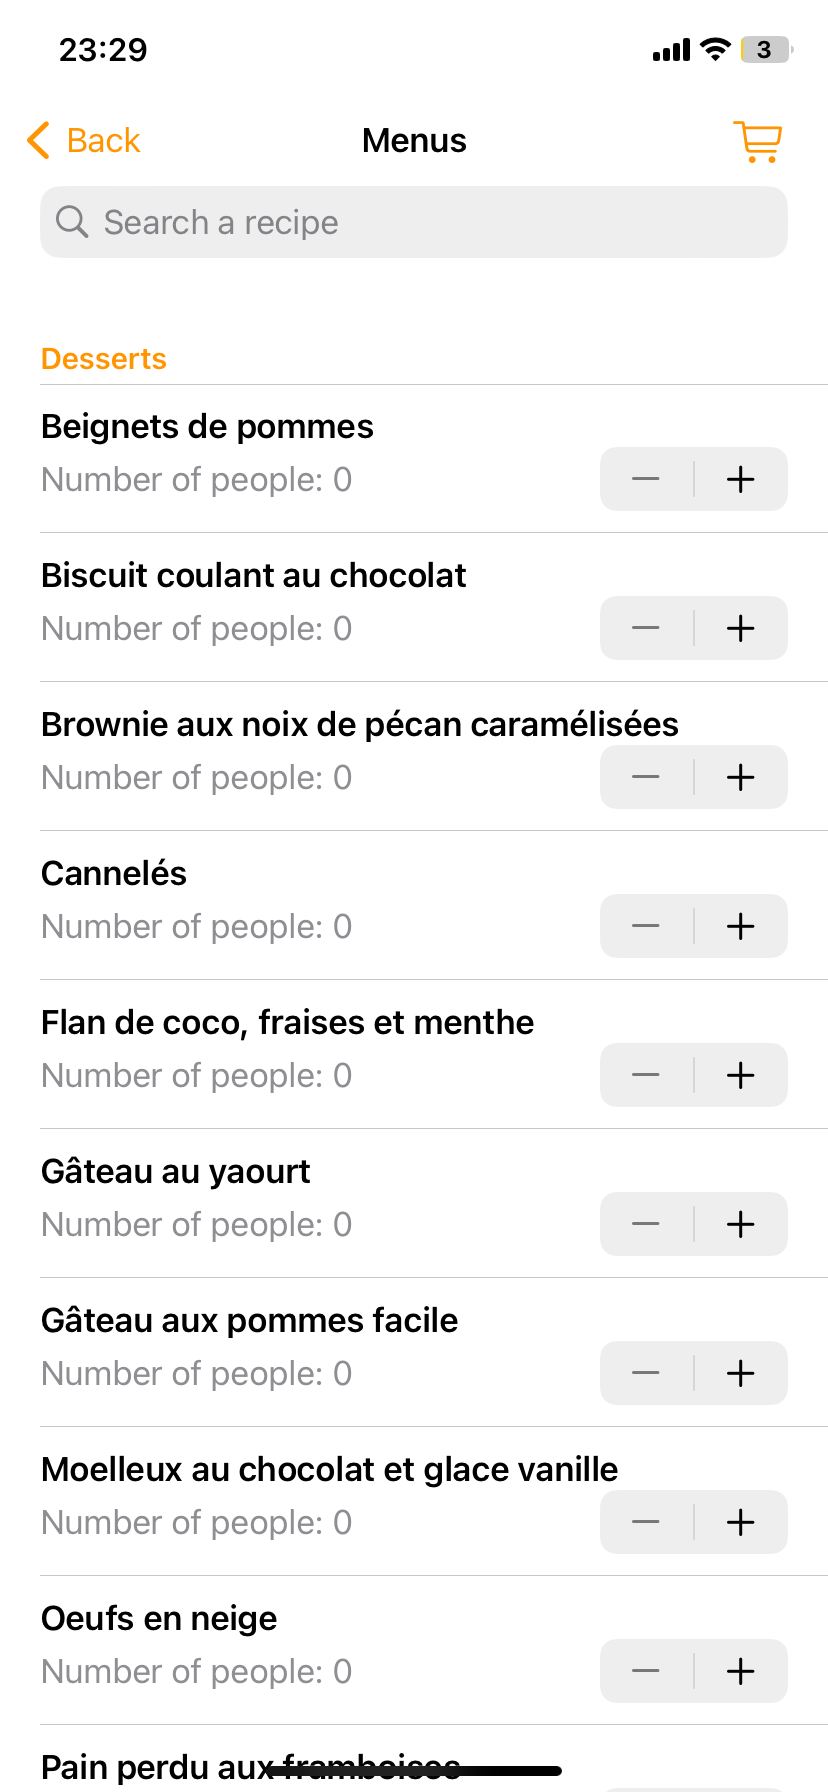 23:29
3
Back
Menus
Search a recipe
Desserts
Beignets de pommes
Number of people: 0
Biscuit coulant au chocolat
Number of people: 0
Brownie aux noix de pécan caramélisées
Number of people: 0
Cannelés
Number of people: 0
Flan de coco, fraises et menthe
Number of people: 0
Gâteau au yaourt
Number of people: 0
Gâteau aux pommes facile
Number of people: 0
Moelleux au chocolat et glace vanille
Number of people: 0
Oeufs en neige
Number of people: 0
Pain perdu aux framboises